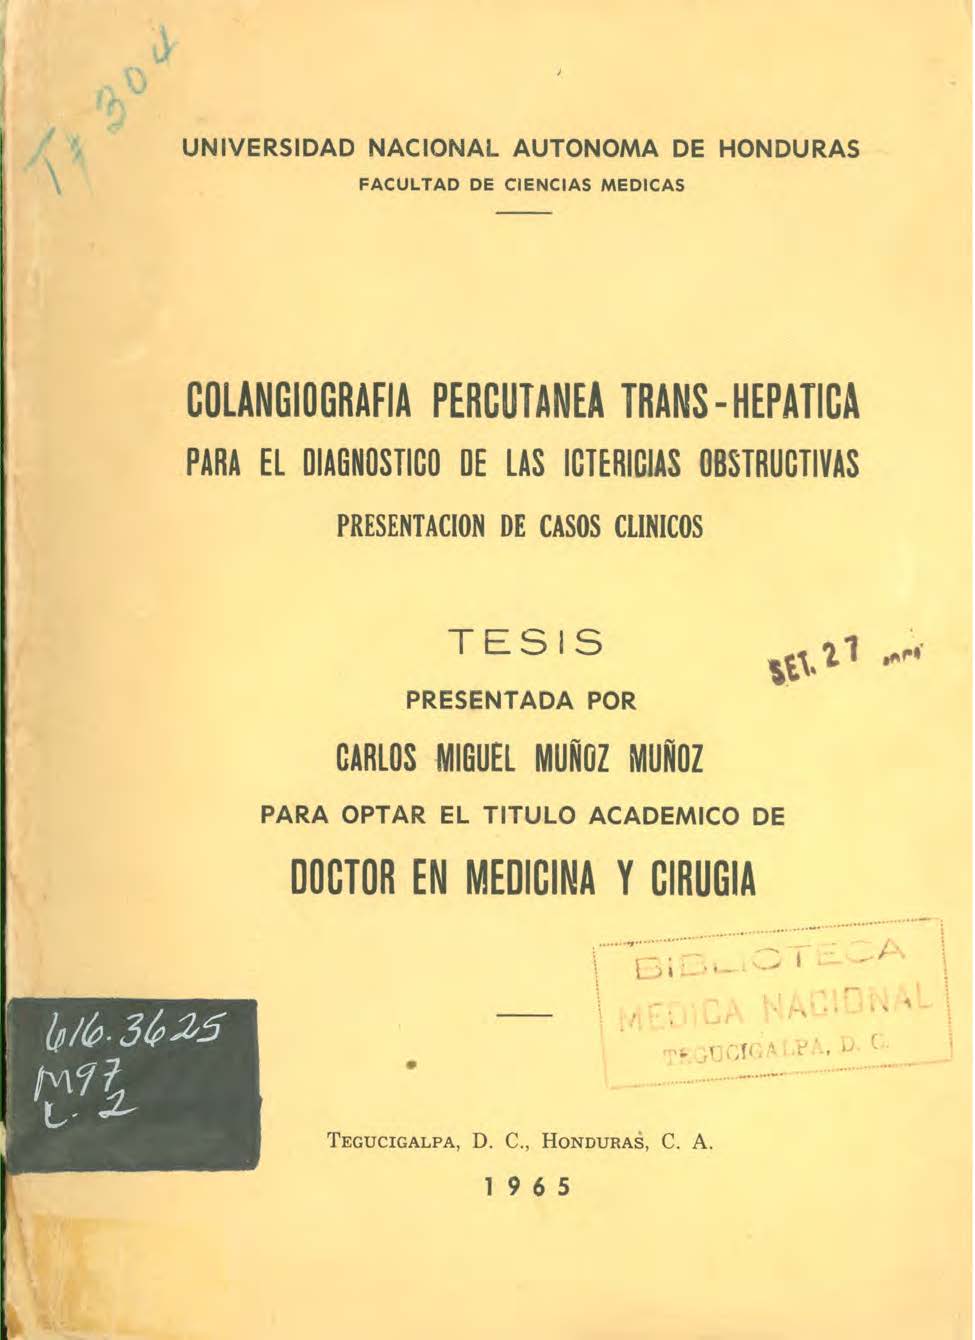 T# 304
UNIVERSIDAD NACIONAL AUTONOMA DE HONDURAS
FACULTAD DE CIENCIAS MEDICAS
COLANGIOGRAFIA PERCUTANEA TRANS-HEPATICA
PARA EL DIAGNOSTICO DE LAS ICTERICIAS OBSTRUCTIVAS
PRESENTACION DE CASOS CLINICOS
TESIS
SET. 27
PRESENTADA POR
CARLOS MIGUEL MUÑOZ MUÑOZ
PARA OPTAR EL TITULO ACADEMICO DE
DOCTOR EN MEDICINA Y CIRUGIA
BIBLIOTECA
MEDICA NACIONAL
TEGUCIGALPA, D. C.
616.3625
M97
C. 2
TEGUCIGALPA, D. C., HONDURAS, C. A.
1965